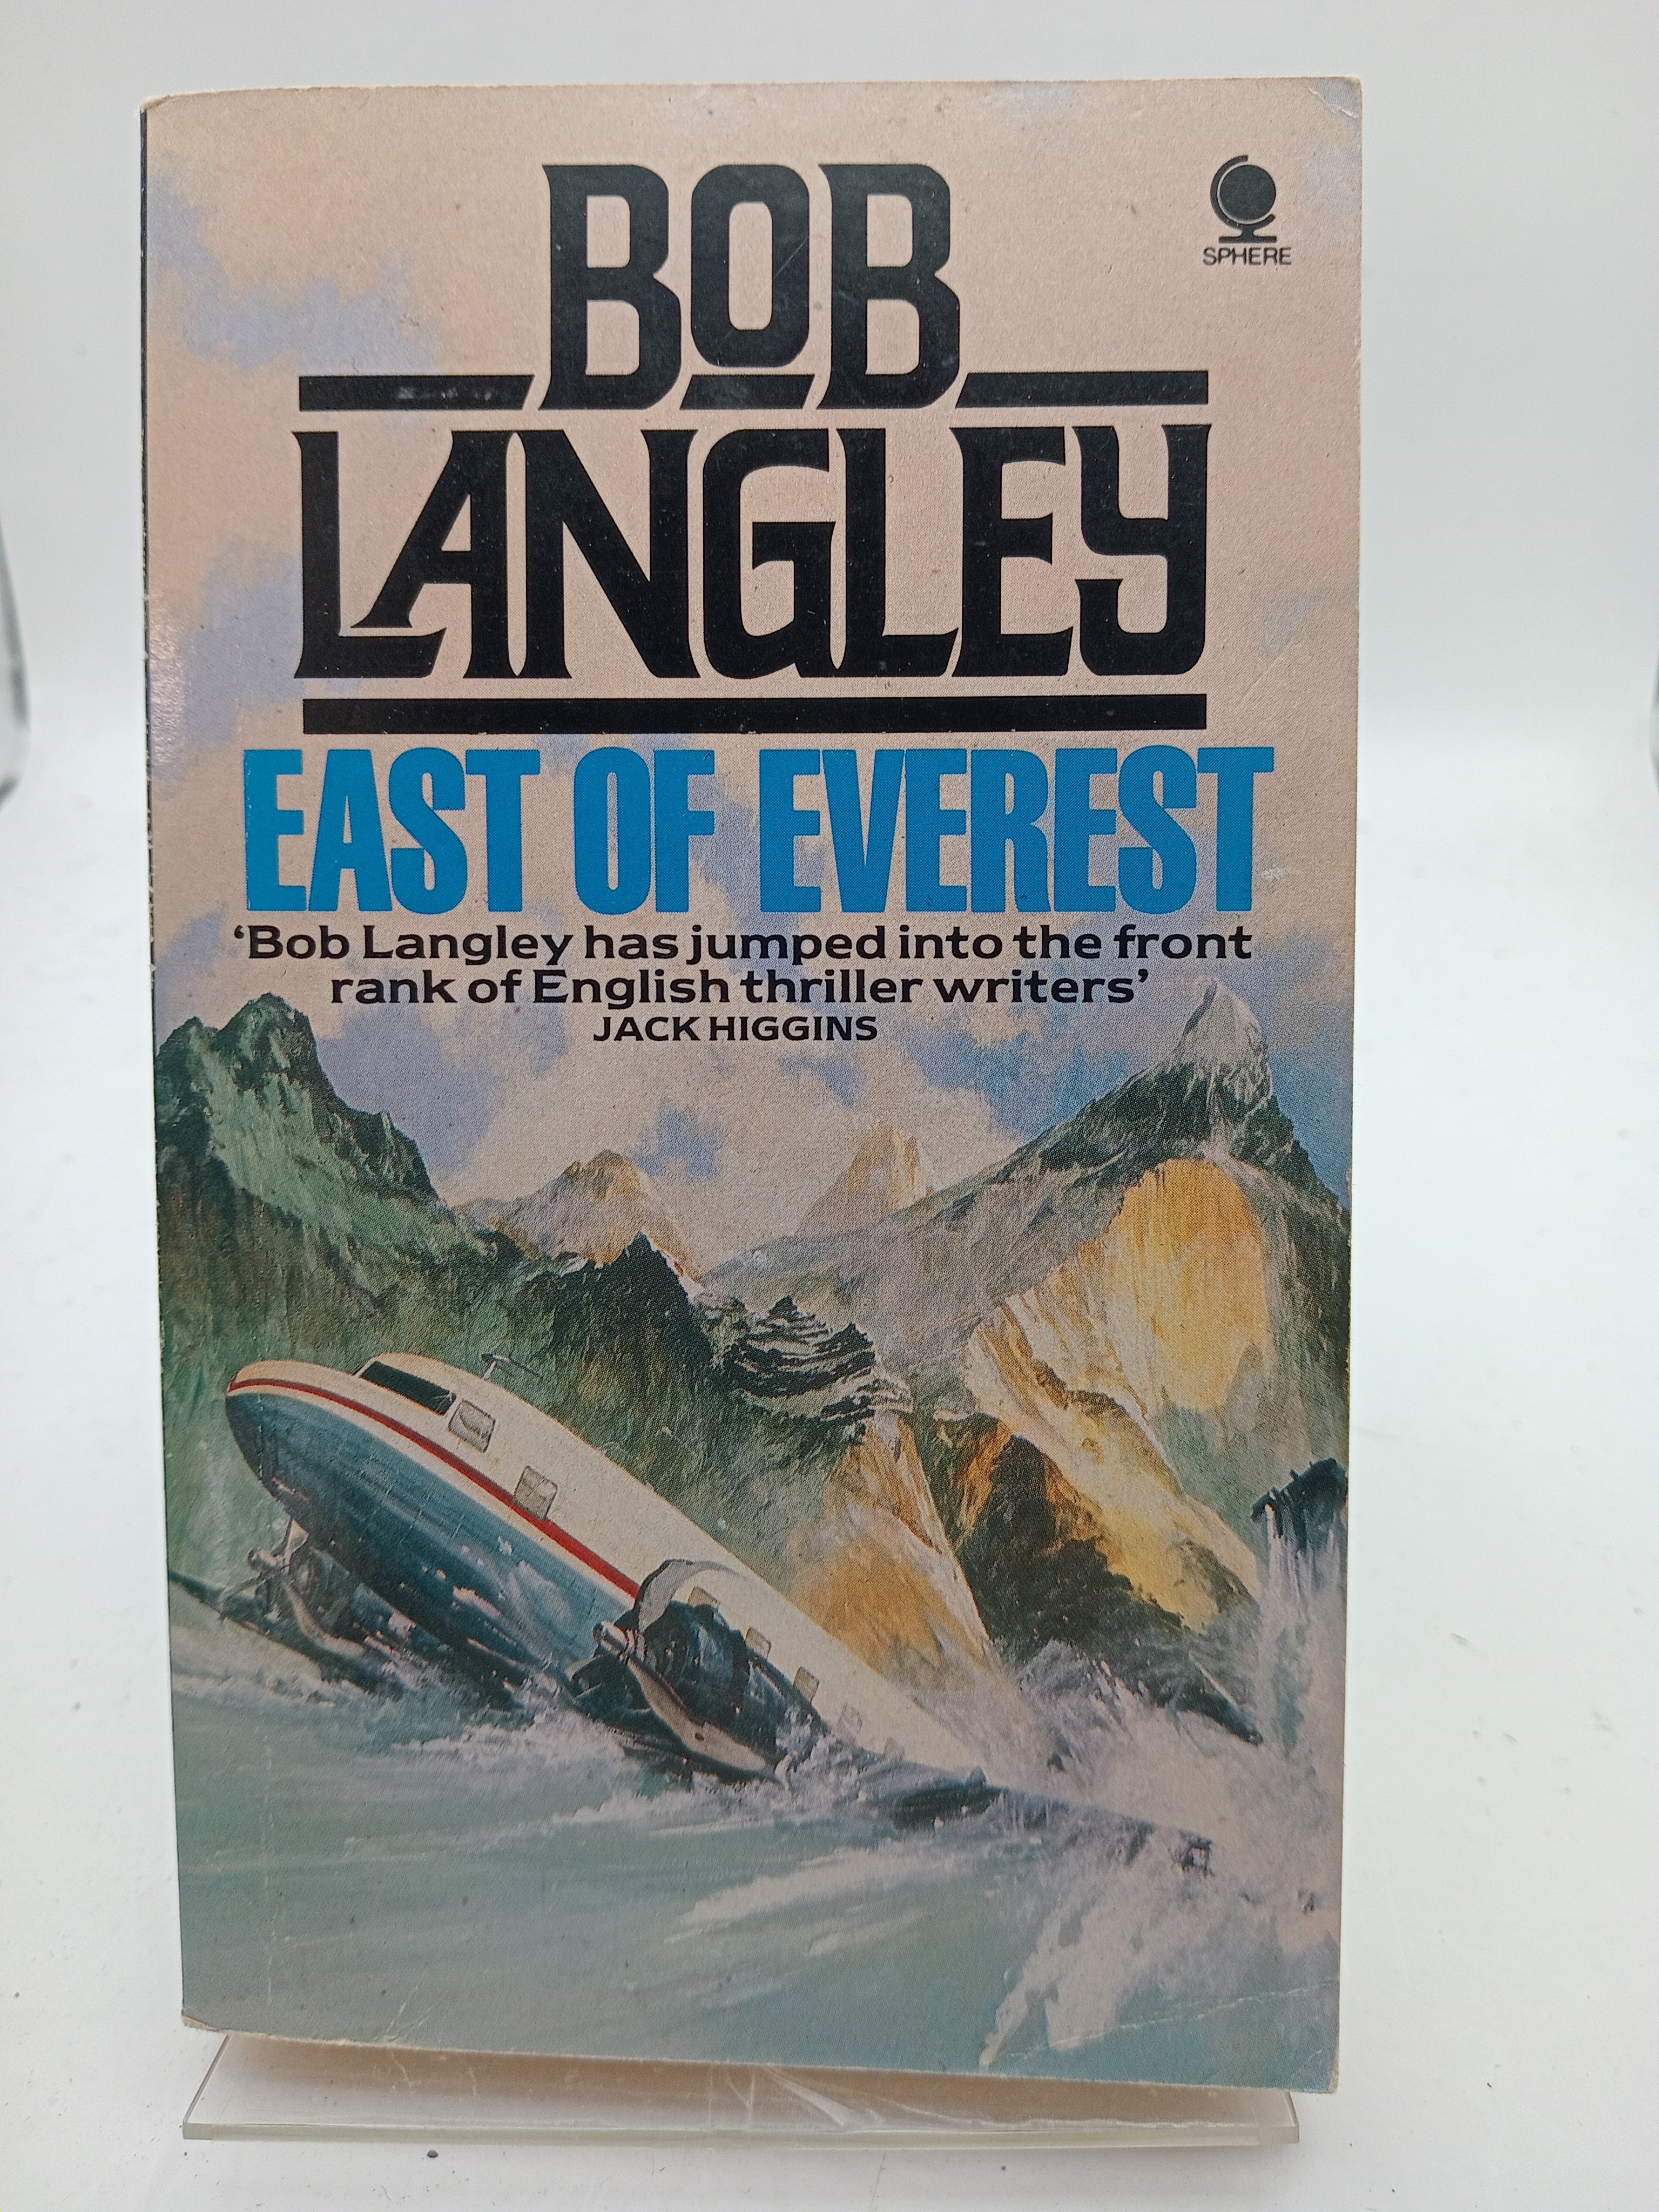 BOB
SPHERE
LANGLEY
EAST OF EVEREST
‘Bob Langley has jumped into the front
rank of English thriller writers’
JACK HIGGINS